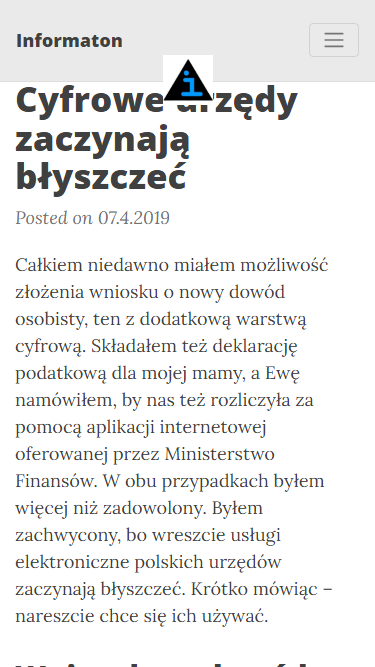 Informaton
Cyfrowe urzędy
zaczynają
błyszczeć
Posted on 07.4.2019
Całkiem niedawno miałem możliwość
złożenia wniosku o nowy dowód
osobisty, ten z dodatkową warstwą
cyfrową. Składałem też deklarację
podatkową dla mojej mamy, a Ewę
namówiłem, by nas też rozliczyła za
pomocą aplikacji internetowej
oferowanej przez Ministerstwo
Finansów. W obu przypadkach byłem
więcej niż zadowolony. Byłem
zachwycony, bo wreszcie usługi
elektroniczne polskich urzędów
zaczynają błyszczeć. Krótko mówiąc –
nareszcie chce się ich używać.